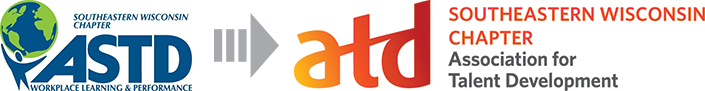 SOUTHEASTERN WISCONSIN
CHAPTER
ASTD
WORKPLACE LEARNING & PERFORMANCE
atd
SOUTHEASTERN WISCONSIN
CHAPTER
Association for
Talent Development